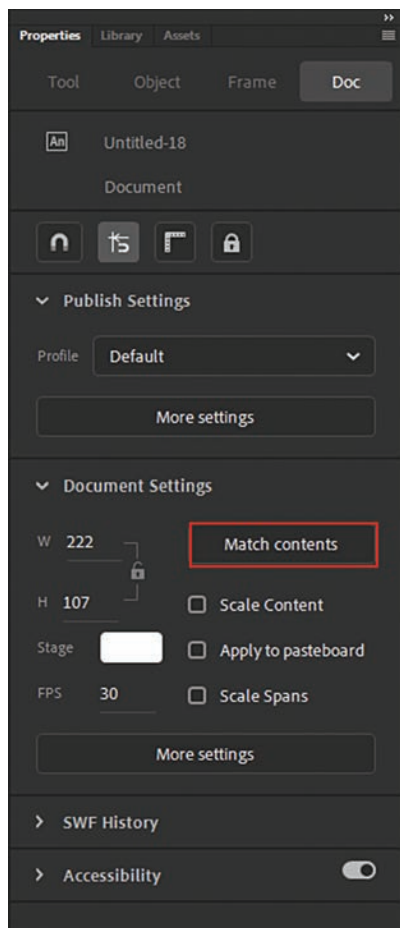 Properties Library Assets
Tool Object Frame Doc
An Untitled-18
Document
Publish Settings
Profile Default
More settings
Document Settings
W 222 Match contents
H 107 Scale Content
Stage Apply to pasteboard
FPS 30 Scale Spans
More settings
SWF History
Accessibility